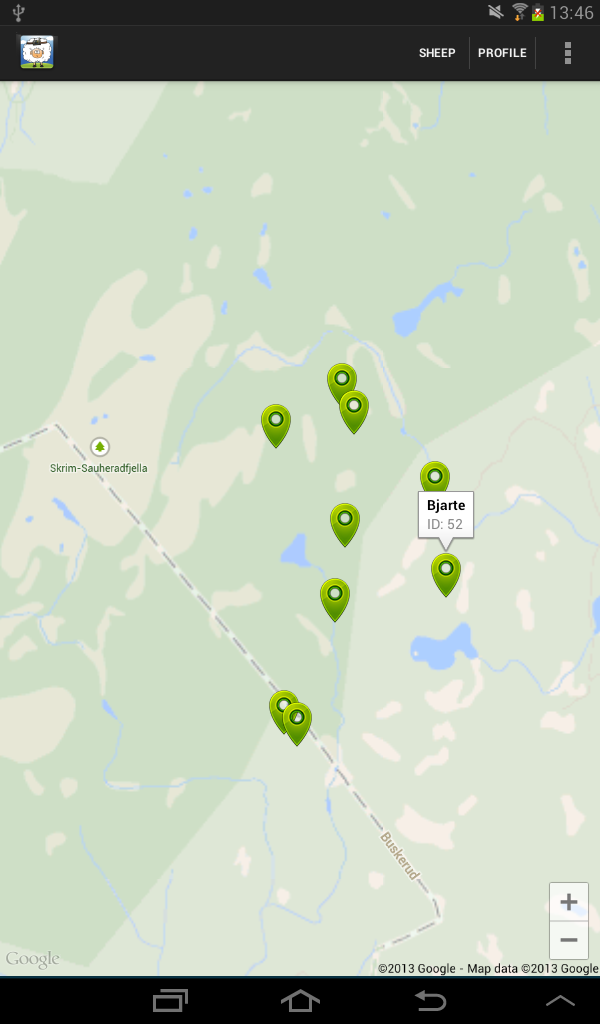 13:46
SHEEP
PROFILE
Skrim-Sauheradfjella
Bjarte
ID: 52
Buskerud
+
−
Google
©2013 Google - Map data ©2013 Google